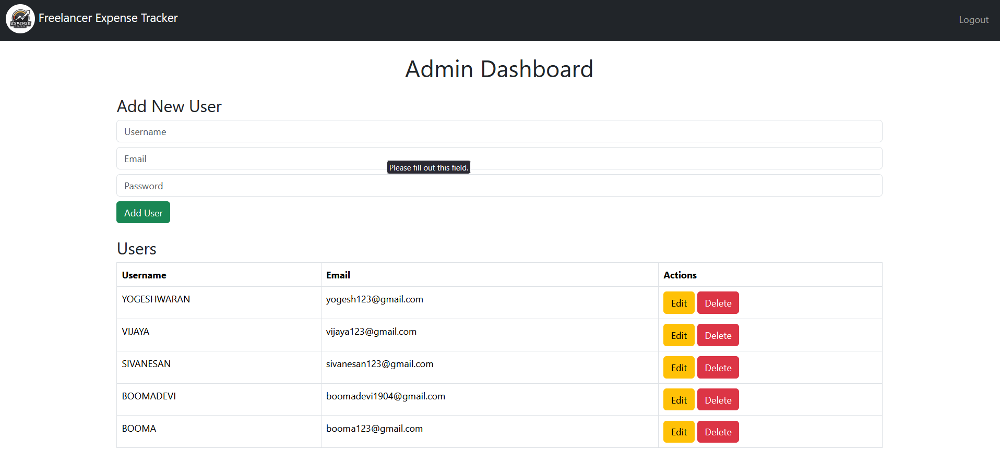 EXPENSE
TRACKER
Freelancer Expense Tracker
Logout
Admin Dashboard
Add New User
Username
Email
Please fill out this field.
Password
Add User
Users
Username Email Actions
YOGESHWARAN yogesh123@gmail.com Edit Delete
VIJAYA vijaya123@gmail.com Edit Delete
SIVANESAN sivanesan123@gmail.com Edit Delete
BOOMADEVI boomadevi1904@gmail.com Edit Delete
BOOMA booma123@gmail.com Edit Delete